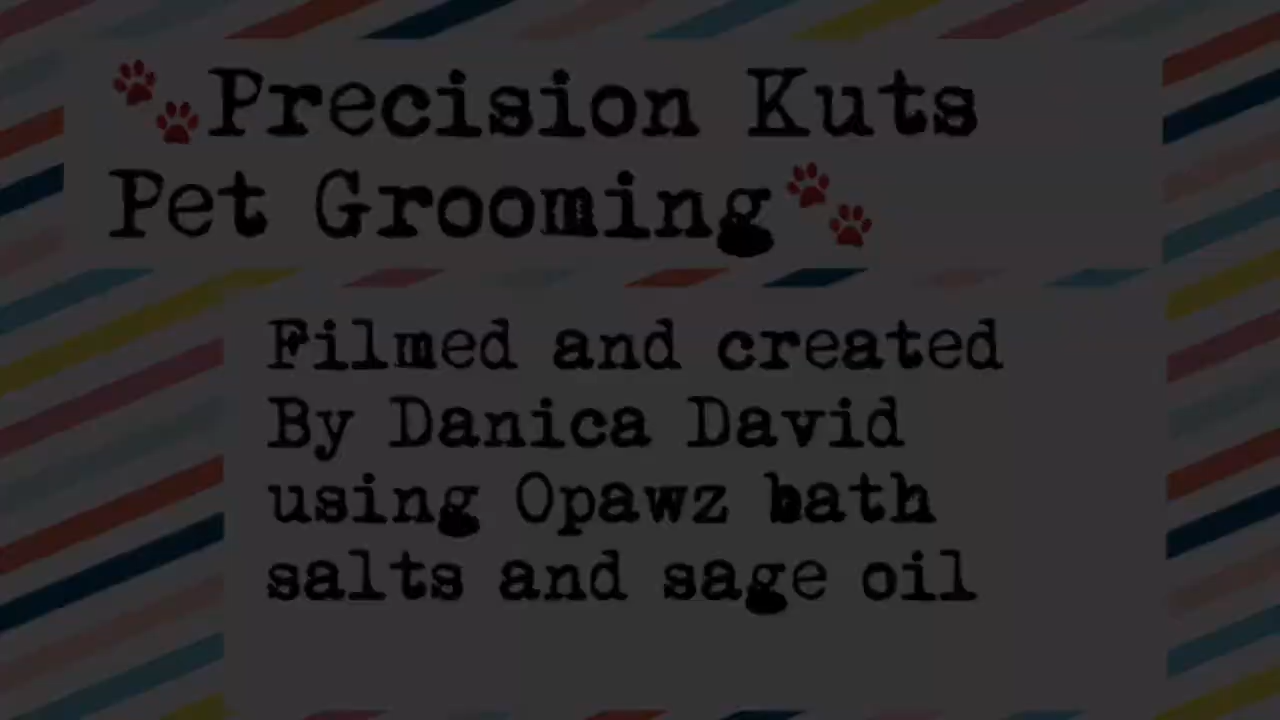 🐾Precision Kuts
Pet Grooming🐾
Filmed and created
By Danica David
using Opawz bath
salts and sage oil